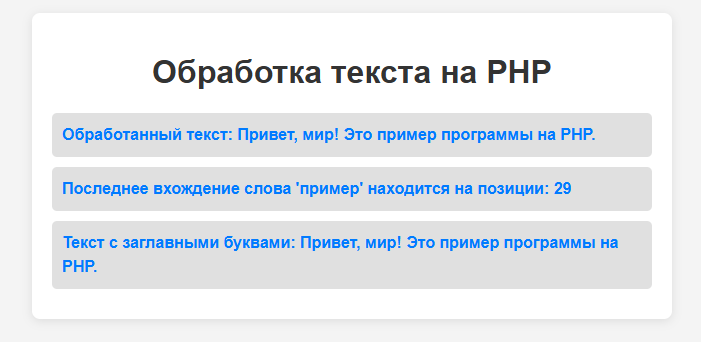 Обработка текста на PHP
Обработанный текст: Привет, мир! Это пример программы на PHP.
Последнее вхождение слова 'пример' находится на позиции: 29
Текст с заглавными буквами: Привет, мир! Это пример программы на
PHP.